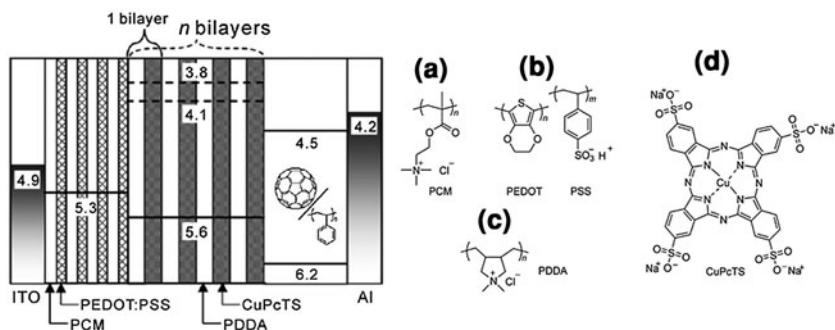 1 bilayer
n bilayers
3.8
4.1
4.2
4.5
4.9
5.3
5.6
6.2
n
ITO
Al
PEDOT:PSS
PCM
CuPcTS
PDDA
(a)
n
O
O
N+
Cl−
PCM
(b)
S
n
O
O
PEDOT
m
SO3− H+
PSS
(c)
n
N+
Cl−
PDDA
(d)
Na+
O−
O
S
O
O
S
O
O−
Na+
N
N
N
N
Cu
N
N
N
N
O
S
O
Na+
O−
O
S
O
O−
Na+
CuPcTS